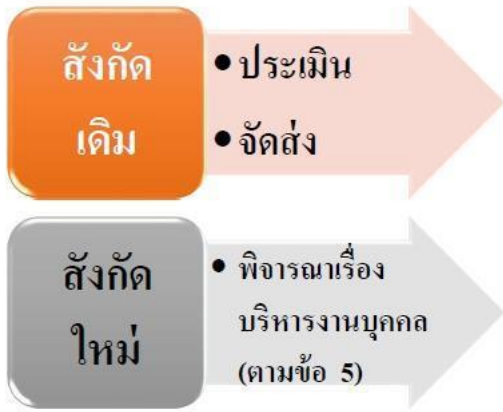 สังกัด
เดิม
• ประเมิน
• จัดส่ง
สังกัด
ใหม่
• พิจารณาเรื่อง
บริหารงานบุคคล
(ตามข้อ 5)